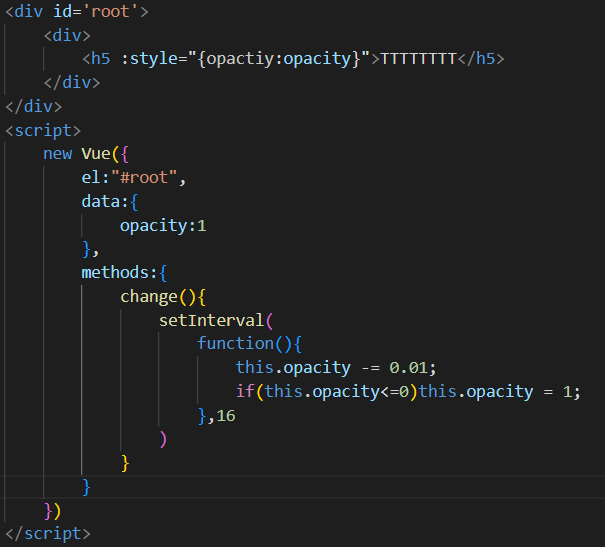 <div id='root'>
<div>
<h5 :style="{opactiy:opacity}">TTTTTTTT</h5>
</div>
</div>
<script>
new Vue({
el:"#root",
data:{
opacity:1
},
methods:{
change(){
setInterval(
function(){
this.opacity -= 0.01;
if(this.opacity<=0)this.opacity = 1;
},16
)
}
}
})
</script>